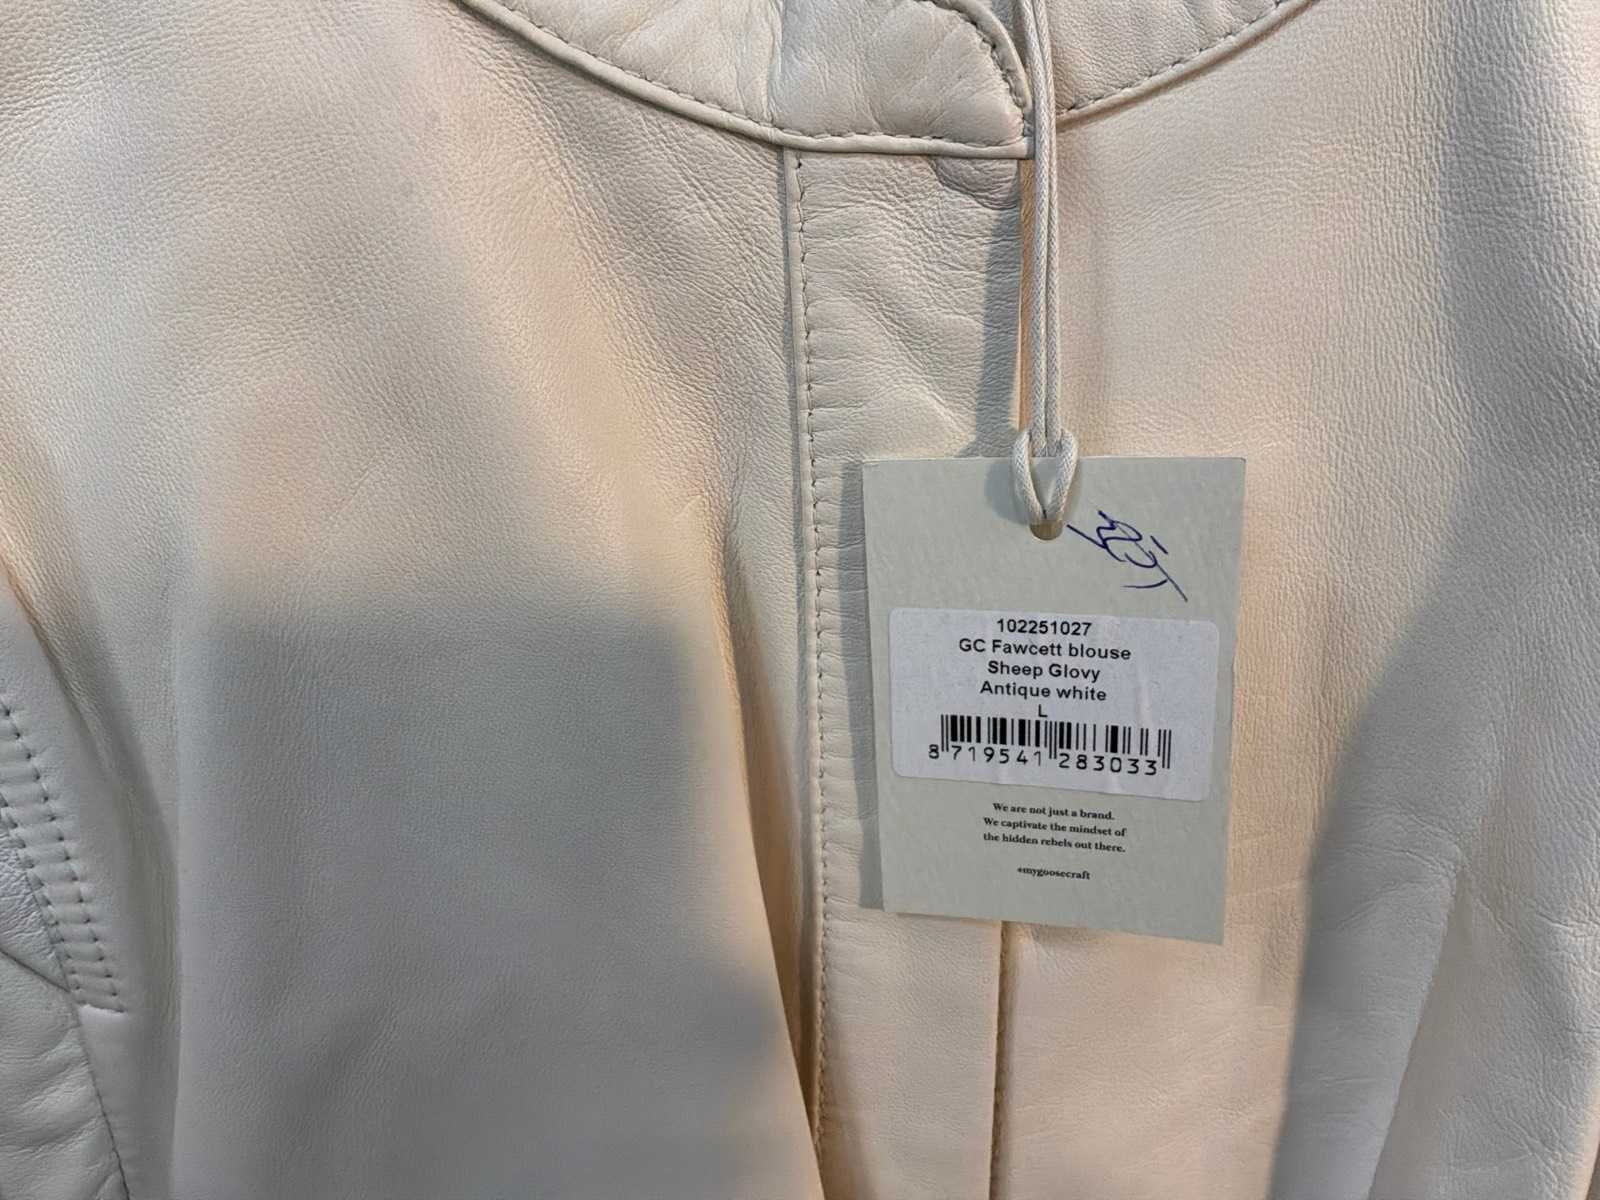 102251027
GC Fawcett blouse
Sheep Glovy
Antique white
L
8 719541 283033
We are not just a brand.
We captivate the mindset of
the hidden rebels out there.
#mygoosecraft